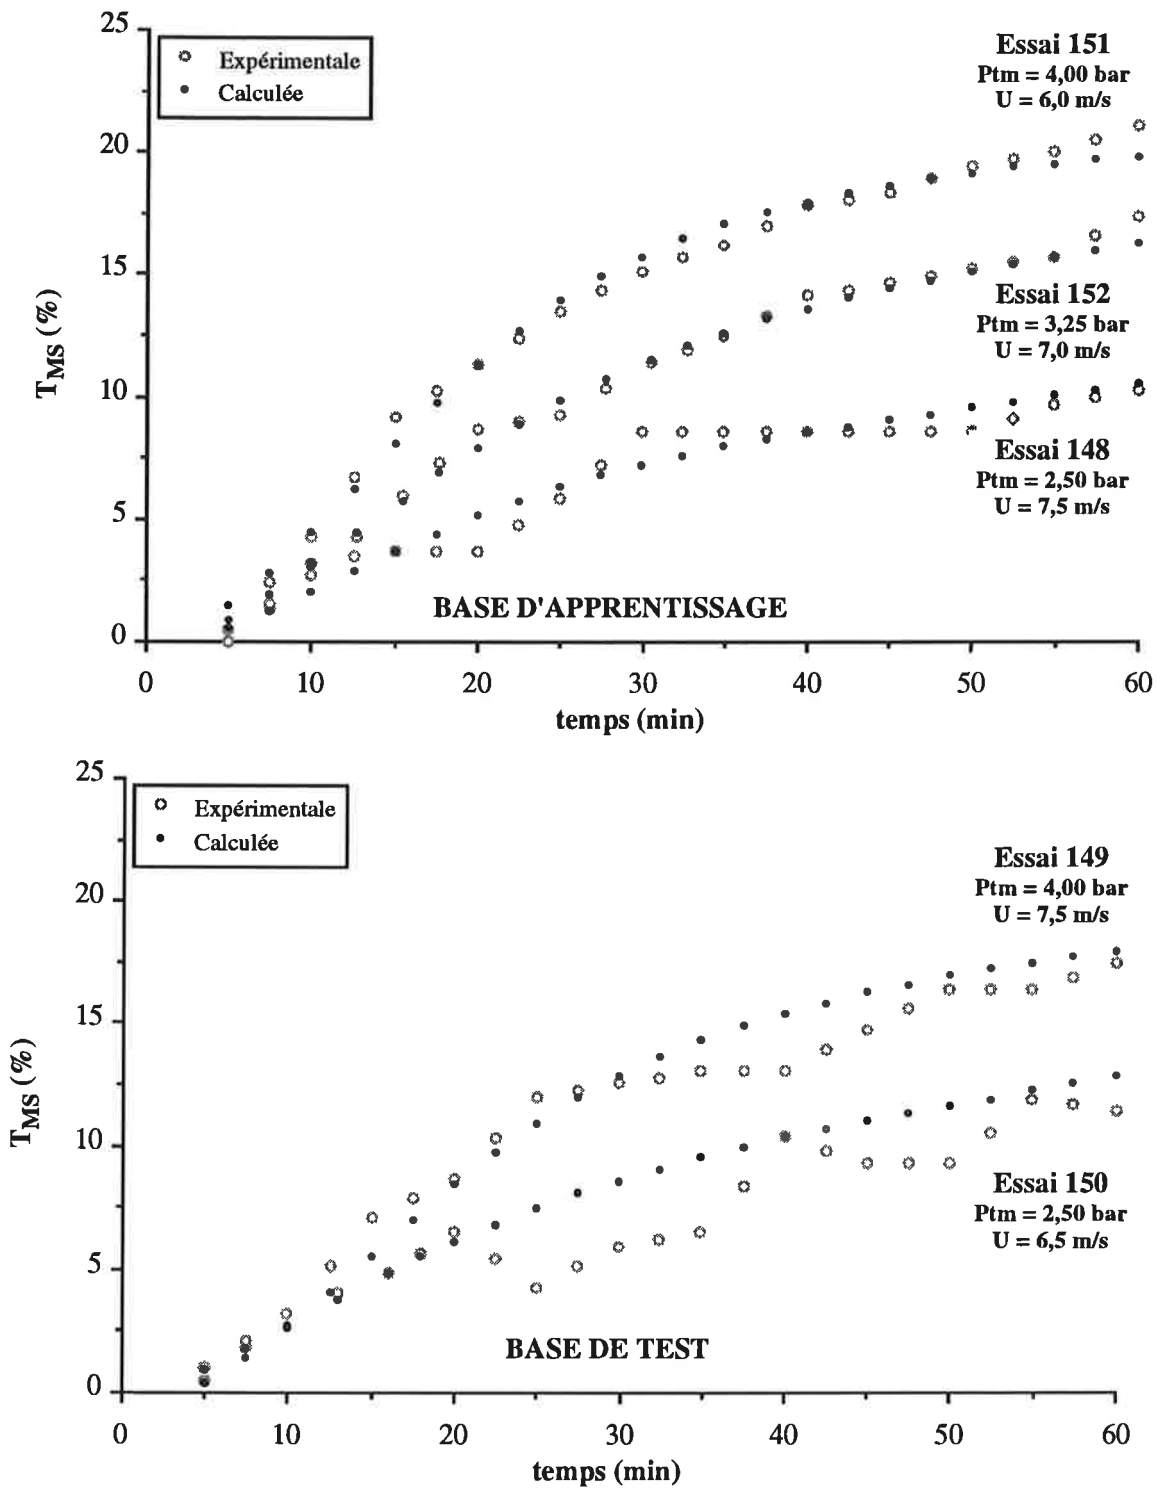 25
Expérimentale
Calculée
Essai 151
Ptm = 4,00 bar
U = 6,0 m/s
20
15
T_MS (%)
Essai 152
Ptm = 3,25 bar
U = 7,0 m/s
10
Essai 148
Ptm = 2,50 bar
U = 7,5 m/s
5
BASE D'APPRENTISSAGE
0
0 10 20 30 40 50 60
temps (min)
25
Expérimentale
Calculée
Essai 149
Ptm = 4,00 bar
U = 7,5 m/s
20
15
T_MS (%)
10
Essai 150
Ptm = 2,50 bar
U = 6,5 m/s
5
BASE DE TEST
0
0 10 20 30 40 50 60
temps (min)